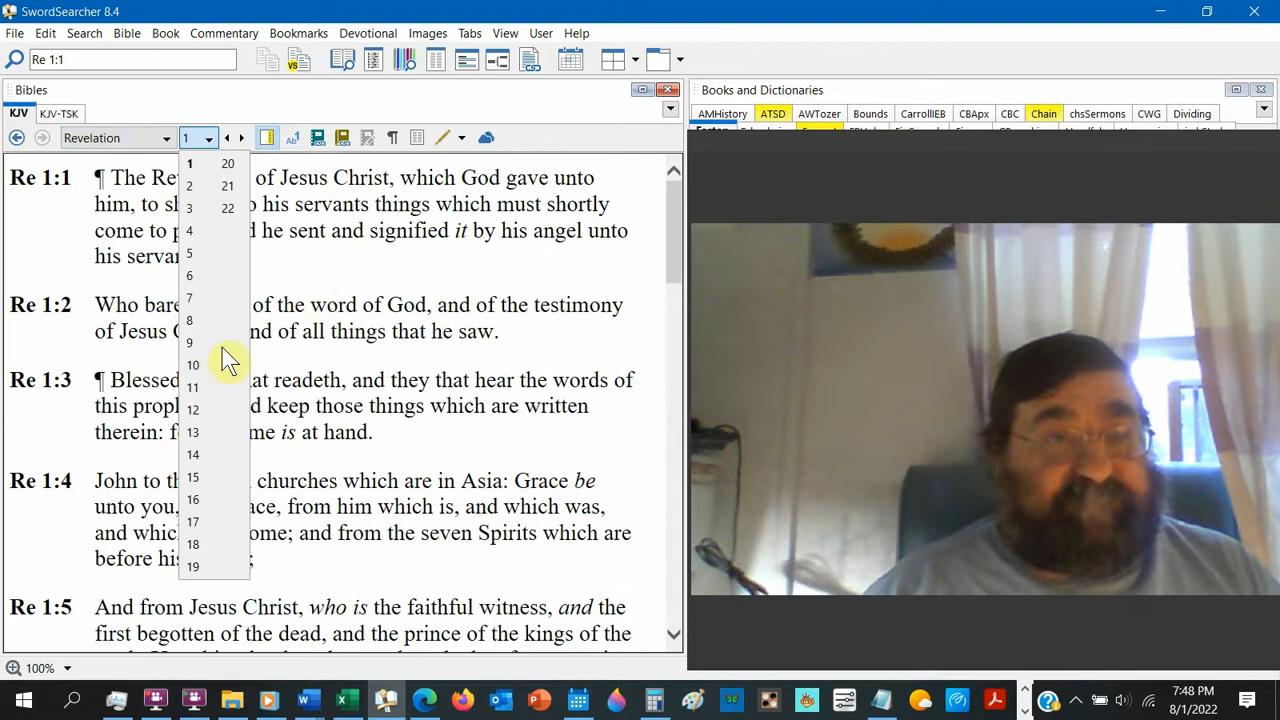 SwordSearcher 8.4
File Edit Search Bible Book Commentary Bookmarks Devotional Images Tabs View User Help
Re 1:1
VS
Bibles
Books and Dictionaries
KJV KJV-TSK
AMHistory ATSD AWTozer Bounds CarrollIEB CBApx CBC Chain chsSermons CWG Dividing
Revelation 1
1 20
2 21
3 22
4
5
6
7
8
9
10
11
12
13
14
15
16
17
18
19
Re 1:1 ¶ The Re of Jesus Christ, which God gave unto
him, to sh o his servants things which must shortly
come to p d he sent and signified it by his angel unto
his serva
Re 1:2 Who bare of the word of God, and of the testimony
of Jesus C nd of all things that he saw.
Re 1:3 ¶ Blessed at readeth, and they that hear the words of
this proph d keep those things which are written
therein: f me is at hand.
Re 1:4 John to th churches which are in Asia: Grace be
unto you, ace, from him which is, and which was,
and whic ome; and from the seven Spirits which are
before his ;
Re 1:5 And from Jesus Christ, who is the faithful witness, and the
first begotten of the dead, and the prince of the kings of the
100%
7:48 PM
8/1/2022